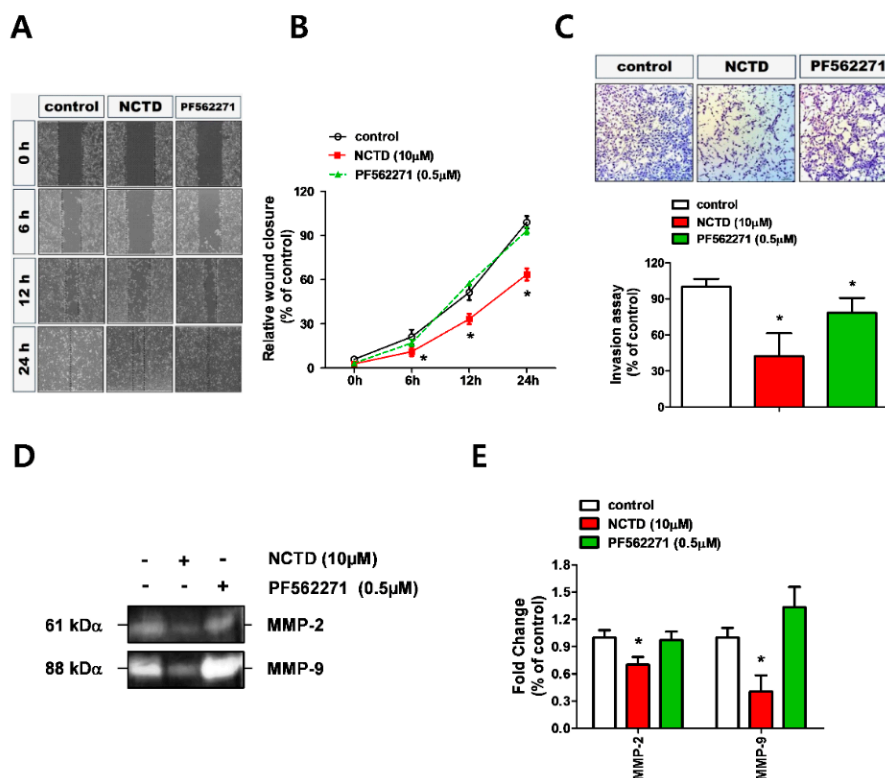 A
control NCTD PF562271
0 h
6 h
12 h
24 h
B
control
NCTD (10μM)
PF562271 (0.5μM)
Relative wound closure
(% of control)
120
90
60
30
0
0h 6h 12h 24h
*
*
*
C
control NCTD PF562271
control
NCTD (10μM)
PF562271 (0.5μM)
Invasion assay
(% of control)
120
90
60
30
0
*
*
D
- + - NCTD (10μM)
- - + PF562271 (0.5μM)
61 kDα MMP-2
88 kDα MMP-9
E
control
NCTD (10μM)
PF562271 (0.5μM)
Fold Change
(% of control)
1.8
1.5
1.2
0.9
0.6
0.3
0.0
*
*
MMP-2
MMP-9